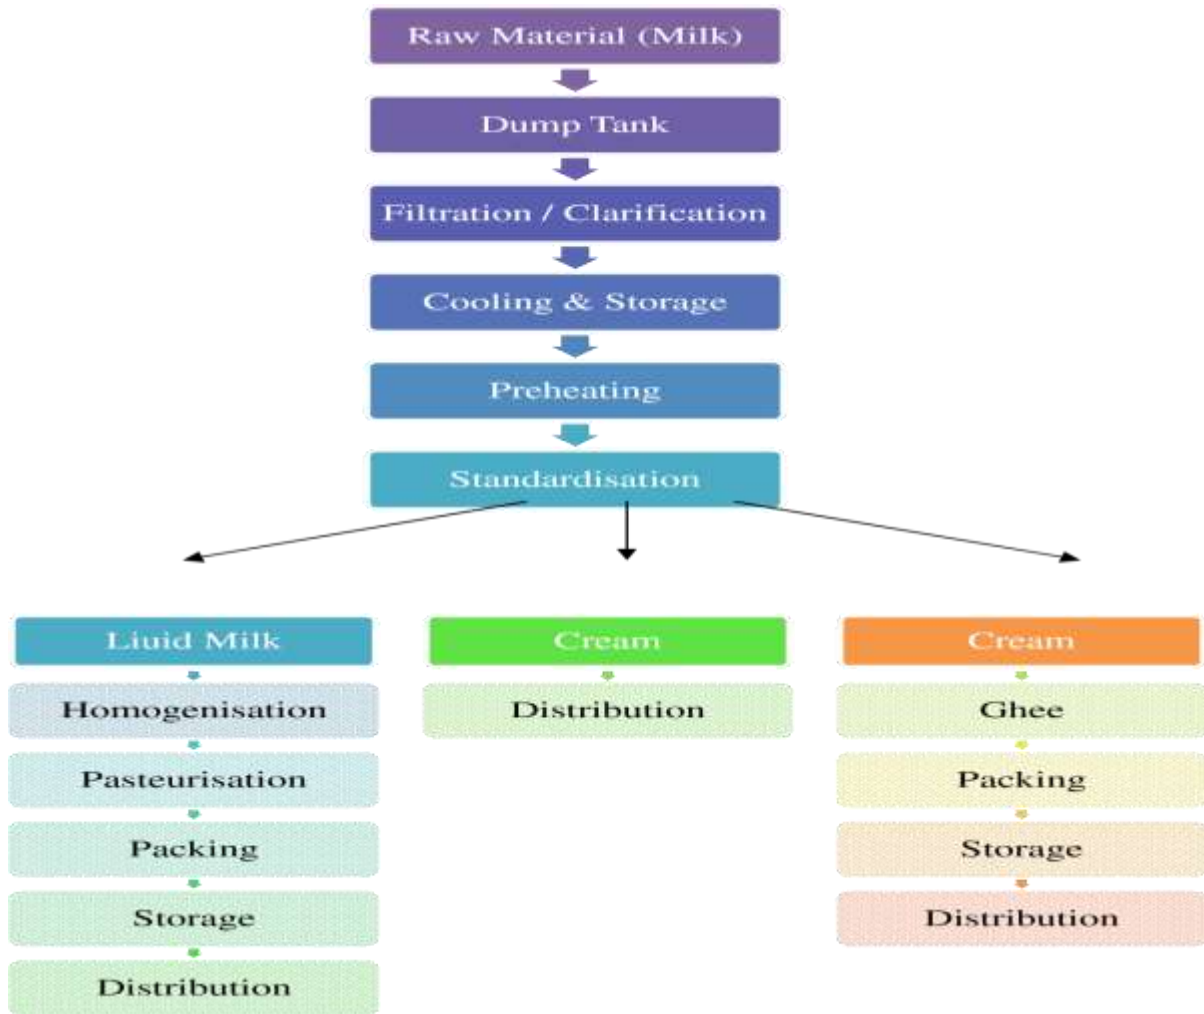 Raw Material (Milk)
Dump Tank
Filtration / Clarification
Cooling & Storage
Preheating
Standardisation
Liuid Milk
Homogenisation
Pasteurisation
Packing
Storage
Distribution
Cream
Distribution
Cream
Ghee
Packing
Storage
Distribution